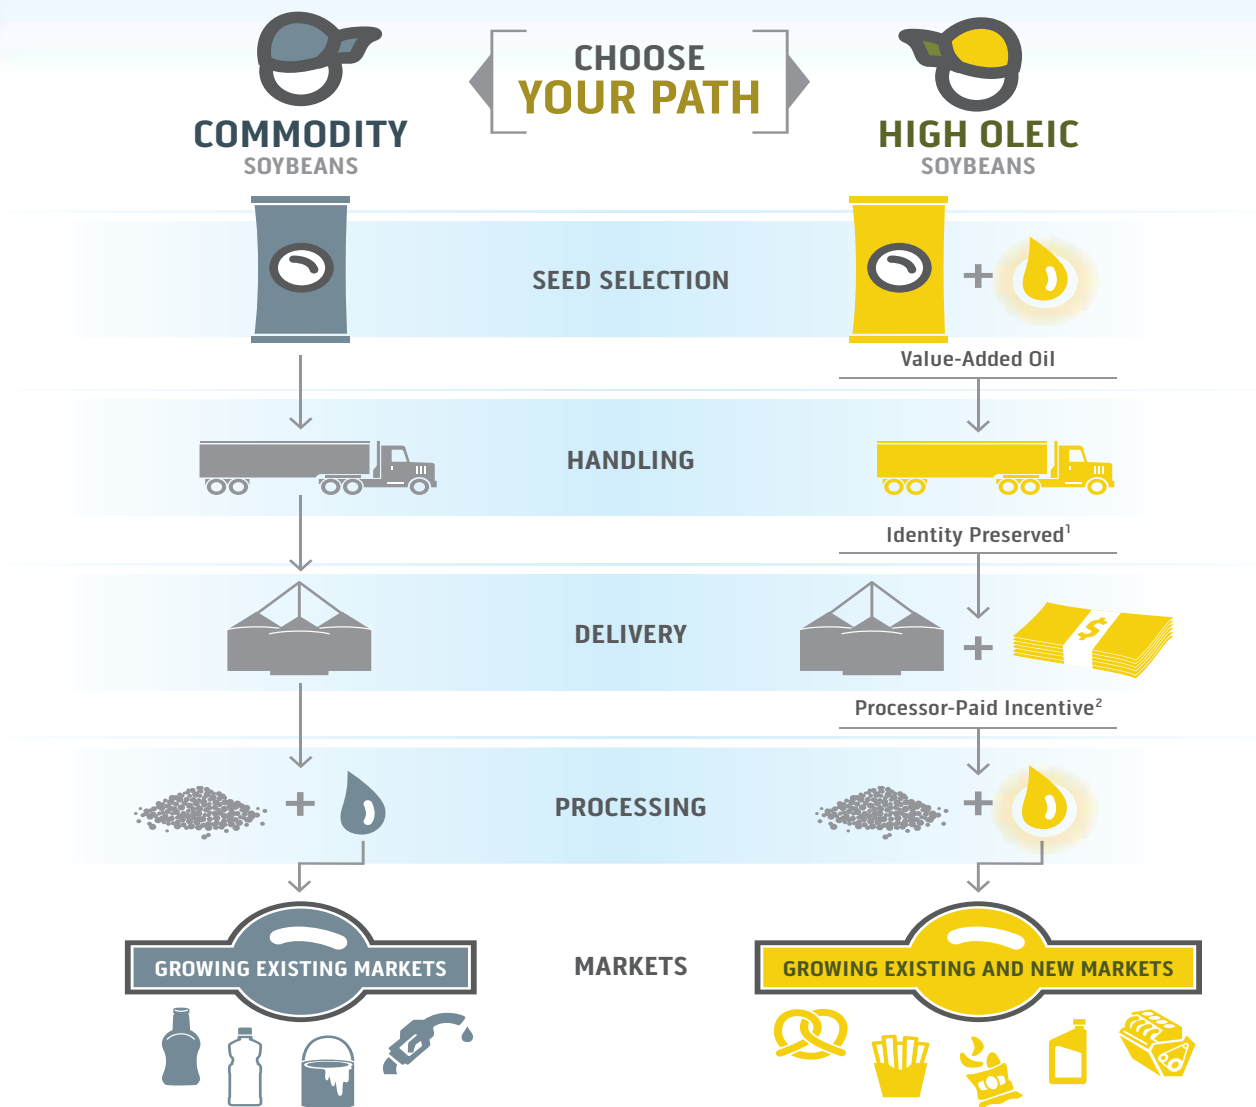 CHOOSE
YOUR PATH
COMMODITY
SOYBEANS
HIGH OLEIC
SOYBEANS
SEED SELECTION
+
Value-Added Oil
HANDLING
Identity Preserved¹
DELIVERY
+
$
Processor-Paid Incentive²
+
PROCESSING
+
GROWING EXISTING MARKETS
MARKETS
GROWING EXISTING AND NEW MARKETS